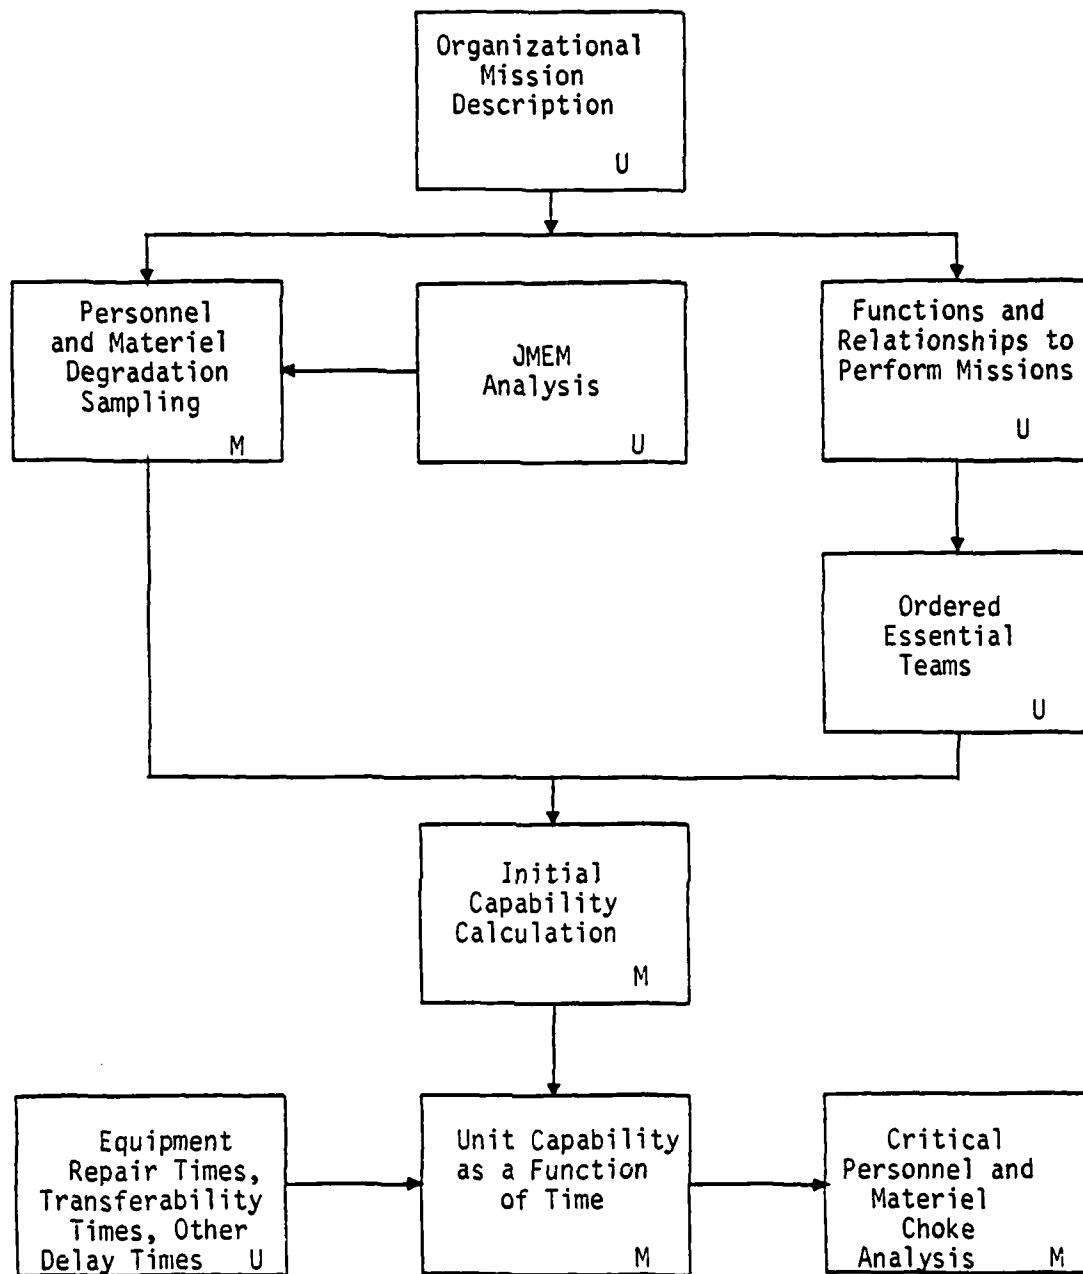 Organizational
Mission
Description
U
Personnel
and Materiel
Degradation
Sampling
M
JMEM
Analysis
U
Functions and
Relationships to
Perform Missions
U
Ordered
Essential
Teams
U
Initial
Capability
Calculation
M
Equipment
Repair Times,
Transferability
Times, Other
Delay Times U
Unit Capability
as a Function
of Time
M
Critical
Personnel and
Materiel
Choke
Analysis M